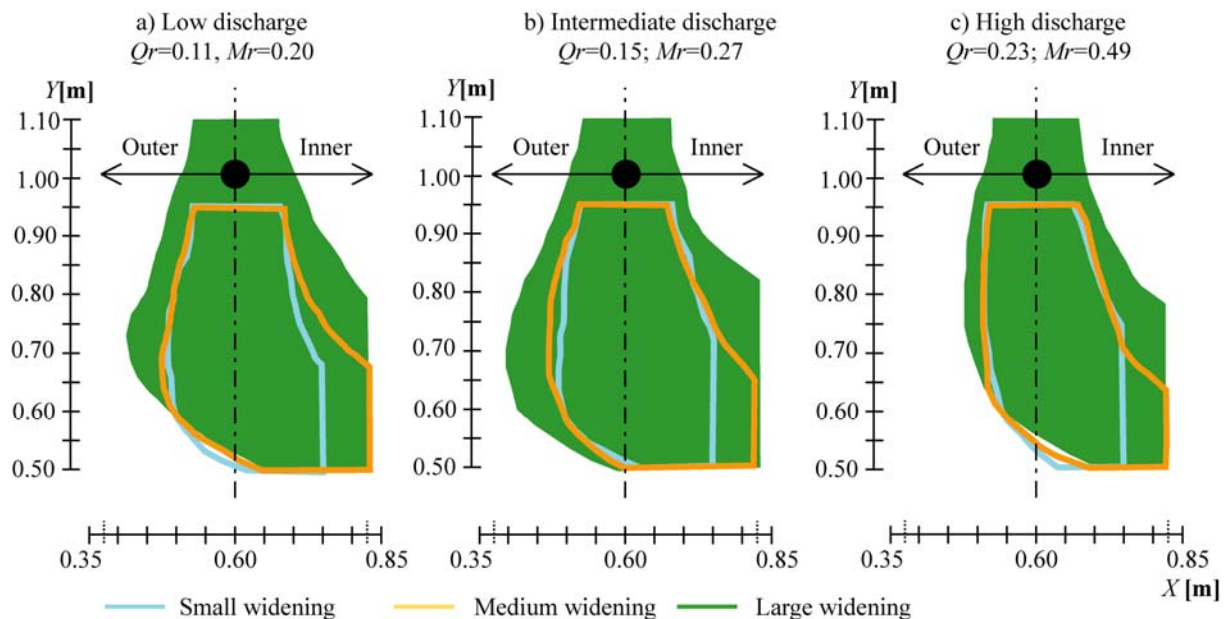 a) Low discharge
Qr=0.11, Mr=0.20
b) Intermediate discharge
Qr=0.15; Mr=0.27
c) High discharge
Qr=0.23; Mr=0.49
Y[m]
1.10
1.00
0.90
0.80
0.70
0.60
0.50
Outer
Inner
0.35
0.60
0.85
Y[m]
1.10
1.00
0.90
0.80
0.70
0.60
0.50
Outer
Inner
0.35
0.60
0.85
Y[m]
1.10
1.00
0.90
0.80
0.70
0.60
0.50
Outer
Inner
0.35
0.60
0.85
X [m]
Small widening
Medium widening
Large widening